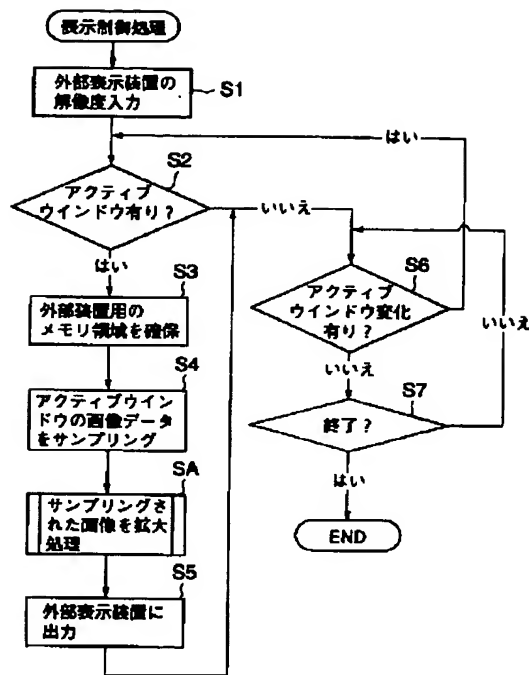 表示制御処理
外部表示装置の
解像度入力
S1
はい
S2
アクティブ
ウインドウ有り?
いいえ
はい
S3
外部装置用の
メモリ領域を確保
S4
アクティブウイン
ドウの画像データ
をサンプリング
SA
サンプリングさ
れた画像を拡大
処理
S5
外部表示装置に
出力
S6
アクティブ
ウインドウ変化
有り?
いいえ
いいえ
S7
終了?
はい
END